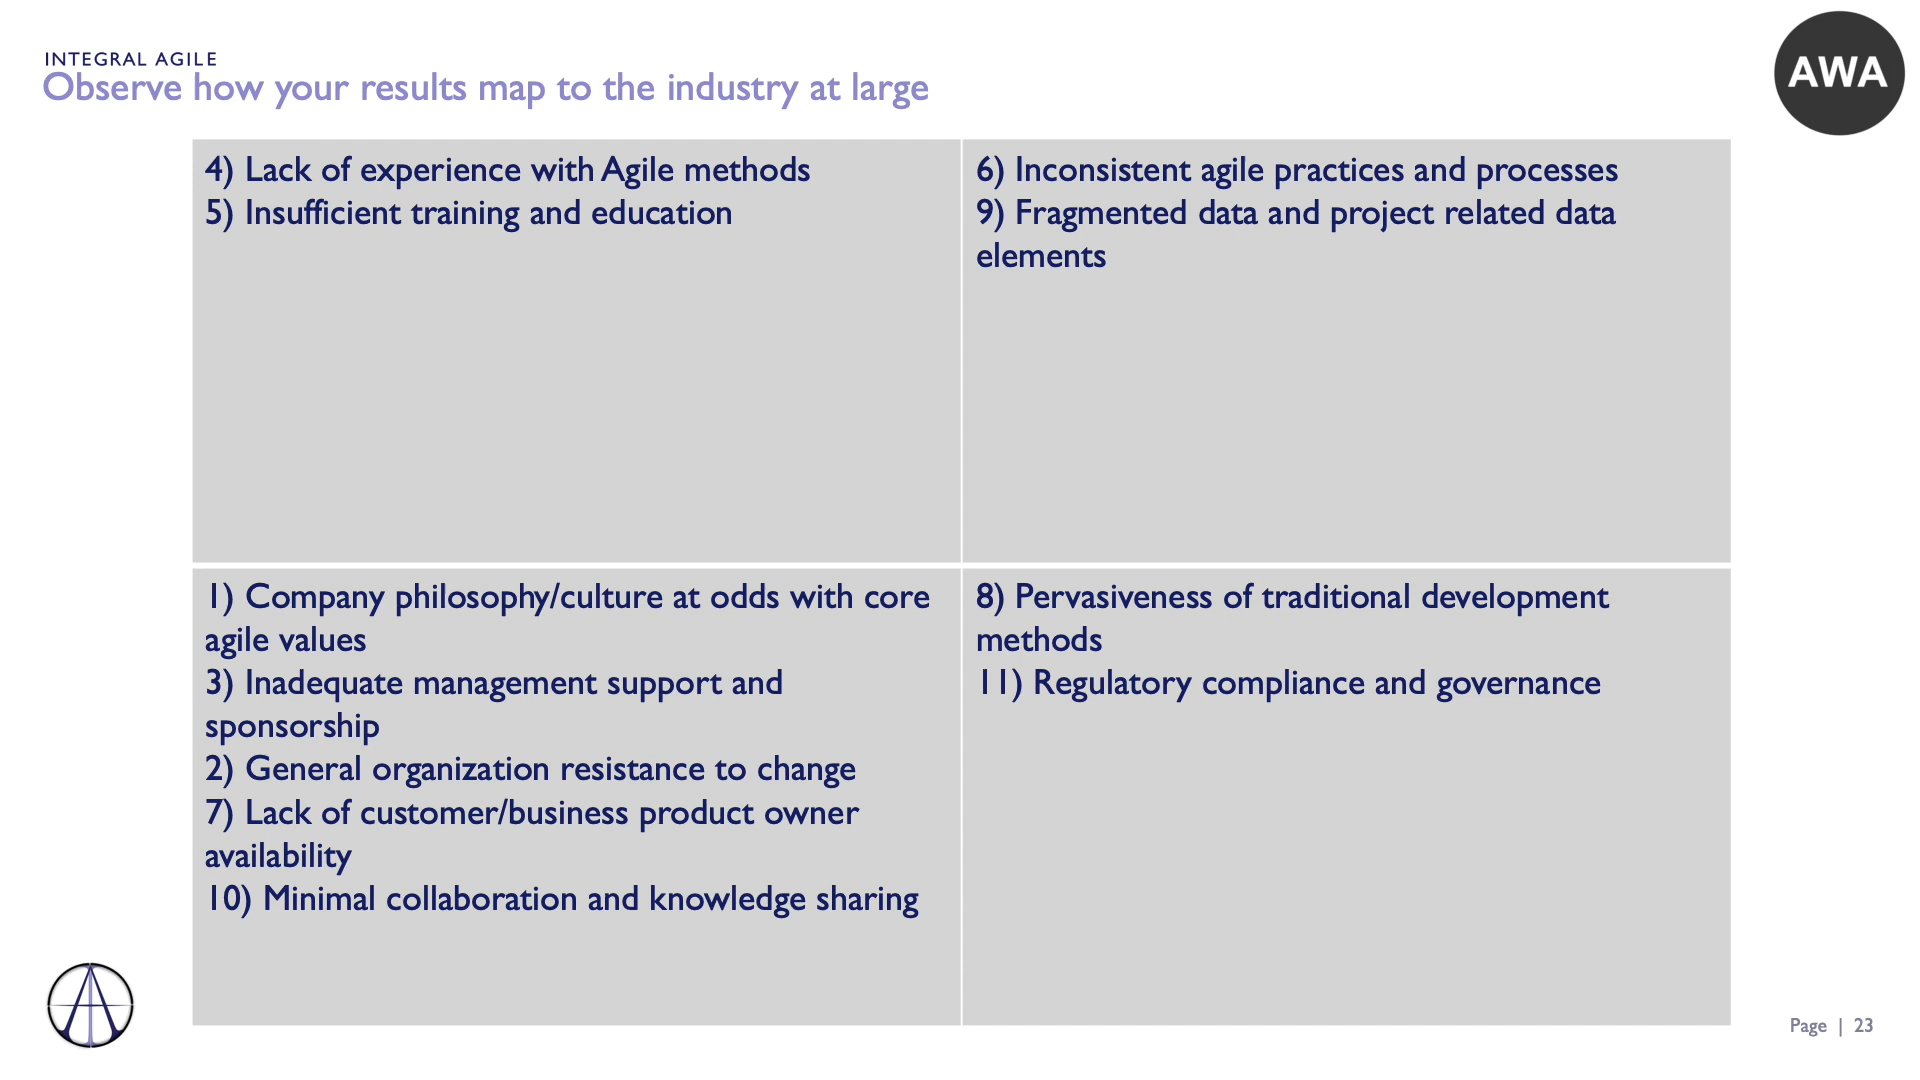 INTEGRAL AGILE
Observe how your results map to the industry at large
AWA
4) Lack of experience with Agile methods
5) Insufficient training and education
6) Inconsistent agile practices and processes
9) Fragmented data and project related data
elements
1) Company philosophy/culture at odds with core
agile values
3) Inadequate management support and
sponsorship
2) General organization resistance to change
7) Lack of customer/business product owner
availability
10) Minimal collaboration and knowledge sharing
8) Pervasiveness of traditional development
methods
11) Regulatory compliance and governance
Page | 23